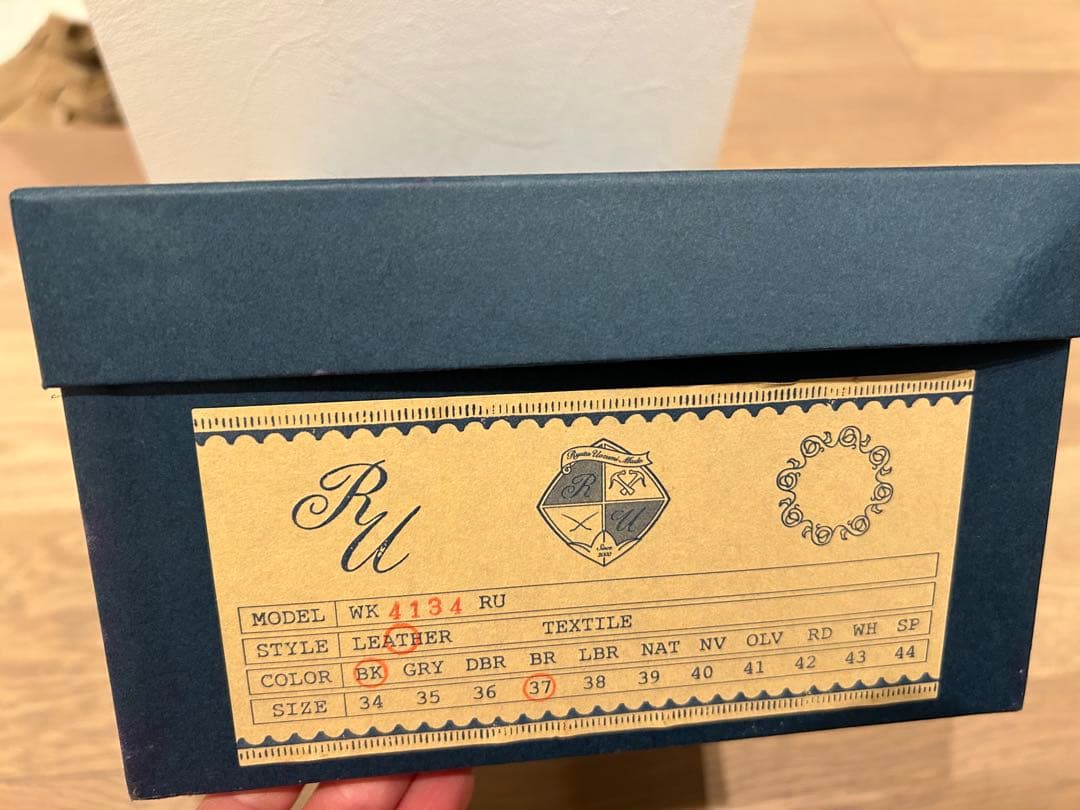 RU
Ryota Uozumi Made
R
U
Since
2000
MODEL WK 4134 RU
STYLE LEATHER TEXTILE
COLOR BK GRY DBR BR LBR NAT NV OLV RD WH SP
SIZE 34 35 36 37 38 39 40 41 42 43 44